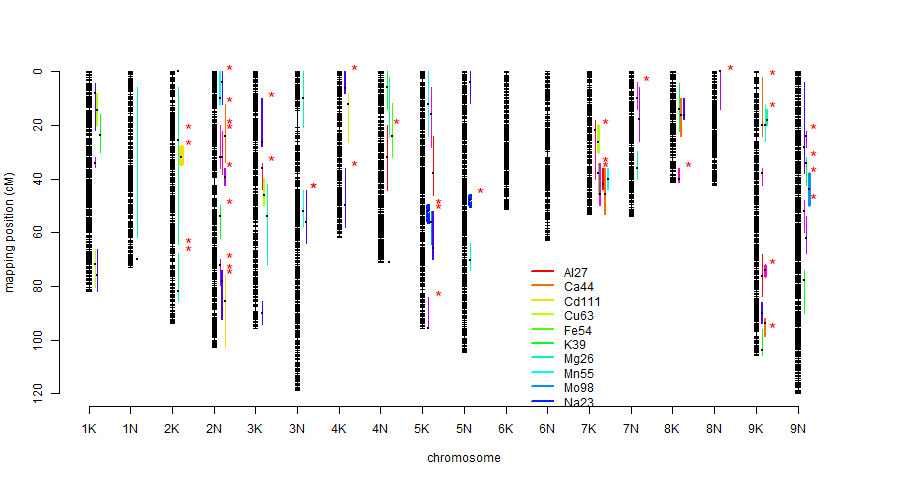 0
20
40
60
80
100
120
mapping position (cM)
Al27
Ca44
Cd111
Cu63
Fe54
K39
Mg26
Mn55
Mo98
Na23
1K 1N 2K 2N 3K 3N 4K 4N 5K 5N 6K 6N 7K 7N 8K 8N 9K 9N
chromosome